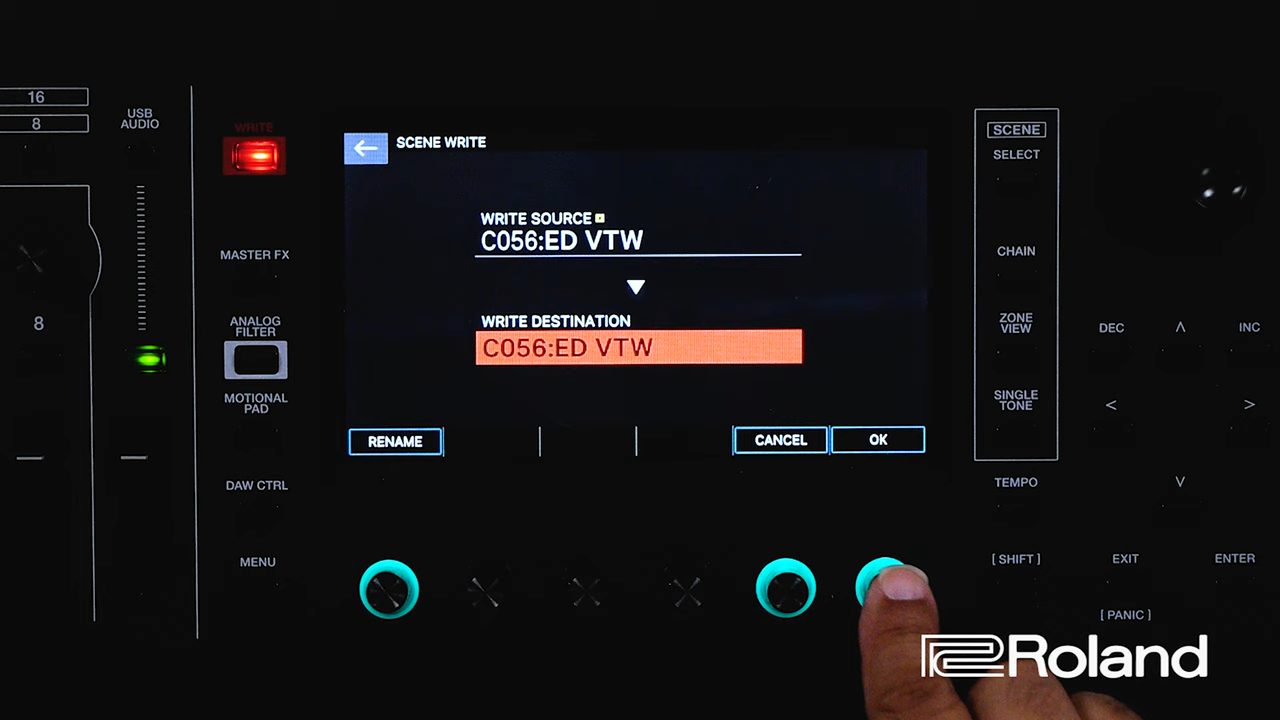 16
8
8
USB
AUDIO
WRITE
MASTER FX
ANALOG
FILTER
MOTIONAL
PAD
DAW CTRL
MENU
SCENE WRITE
WRITE SOURCE
C056:ED VTW
WRITE DESTINATION
C056:ED VTW
RENAME
CANCEL
OK
SCENE
SELECT
CHAIN
ZONE
VIEW
SINGLE
TONE
TEMPO
DEC
INC
[ SHIFT ]
EXIT
ENTER
[ PANIC ]
Roland